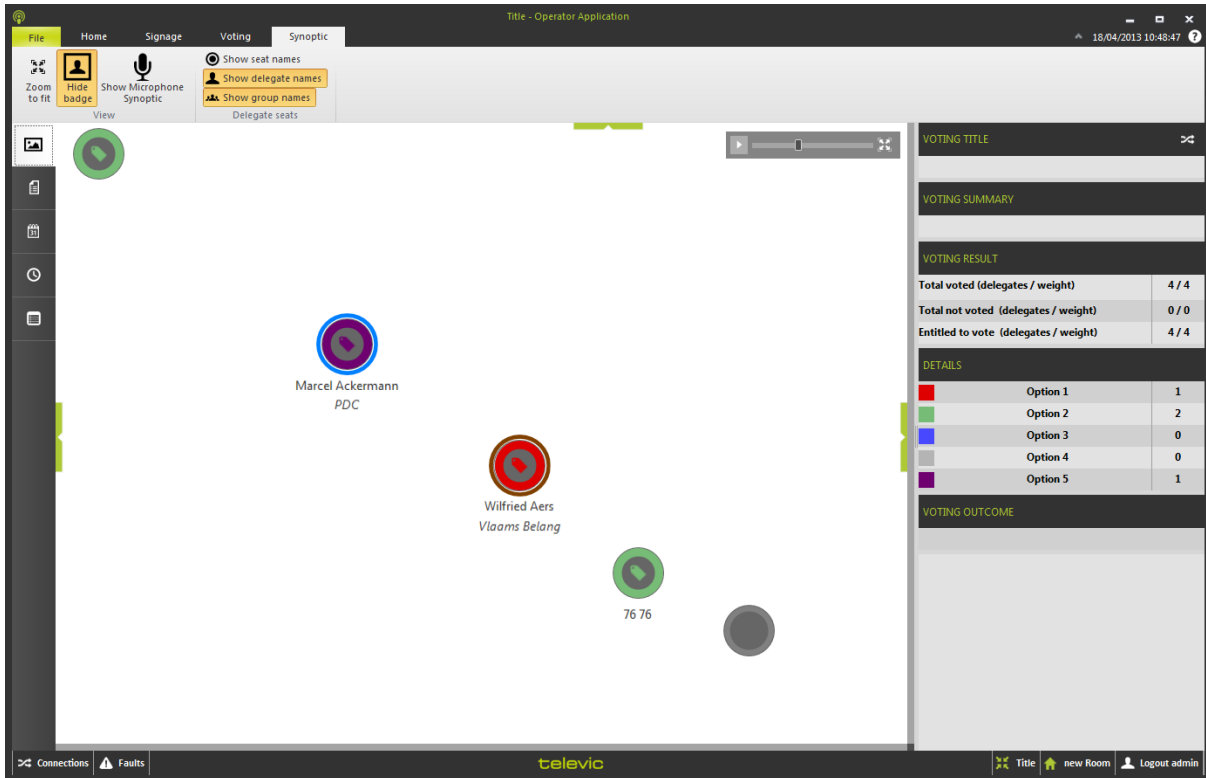 Title - Operator Application
File Home Signage Voting Synoptic
18/04/2013 10:48:47 ?
Zoom to fit
Hide badge
Show Microphone Synoptic
View
Show seat names
Show delegate names
Show group names
Delegate seats
31
Marcel Ackermann
PDC
Wilfried Aers
Vlaams Belang
76 76
VOTING TITLE
VOTING SUMMARY
VOTING RESULT
Total voted (delegates / weight) 4 / 4
Total not voted (delegates / weight) 0 / 0
Entitled to vote (delegates / weight) 4 / 4
DETAILS
Option 1 1
Option 2 2
Option 3 0
Option 4 0
Option 5 1
VOTING OUTCOME
Connections Faults televic Title new Room Logout admin